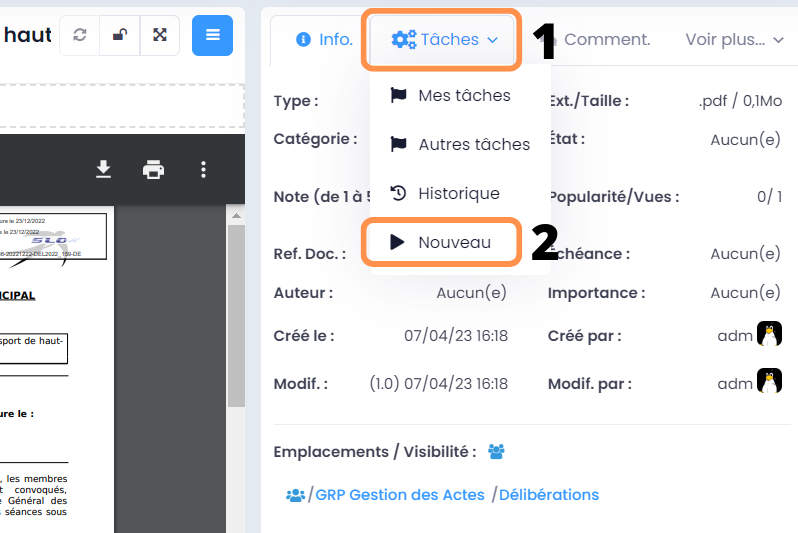 haut
Info.
Tâches
1
Comment.
Voir plus...
Mes tâches
Autres tâches
Historique
Nouveau
2
Type :
Ext./Taille :
.pdf / 0,1Mo
Catégorie :
État :
Aucun(e)
Note (de 1 à 5
Popularité/Vues :
0/ 1
Ref. Doc. :
Échéance :
Aucun(e)
Auteur :
Aucun(e)
Importance :
Aucun(e)
Créé le :
07/04/23 16:18
Créé par :
adm
Modif. :
(1.0) 07/04/23 16:18
Modif. par :
adm
Emplacements / Visibilité :
/GRP Gestion des Actes /Délibérations
ure le 23/12/2022
le 23/12/2022
SLO
6-20221222-DEL2022_159-DE
NCIPAL
sport de haut-
ure le :
, les membres
t convoqués,
e Général des
s séances sous